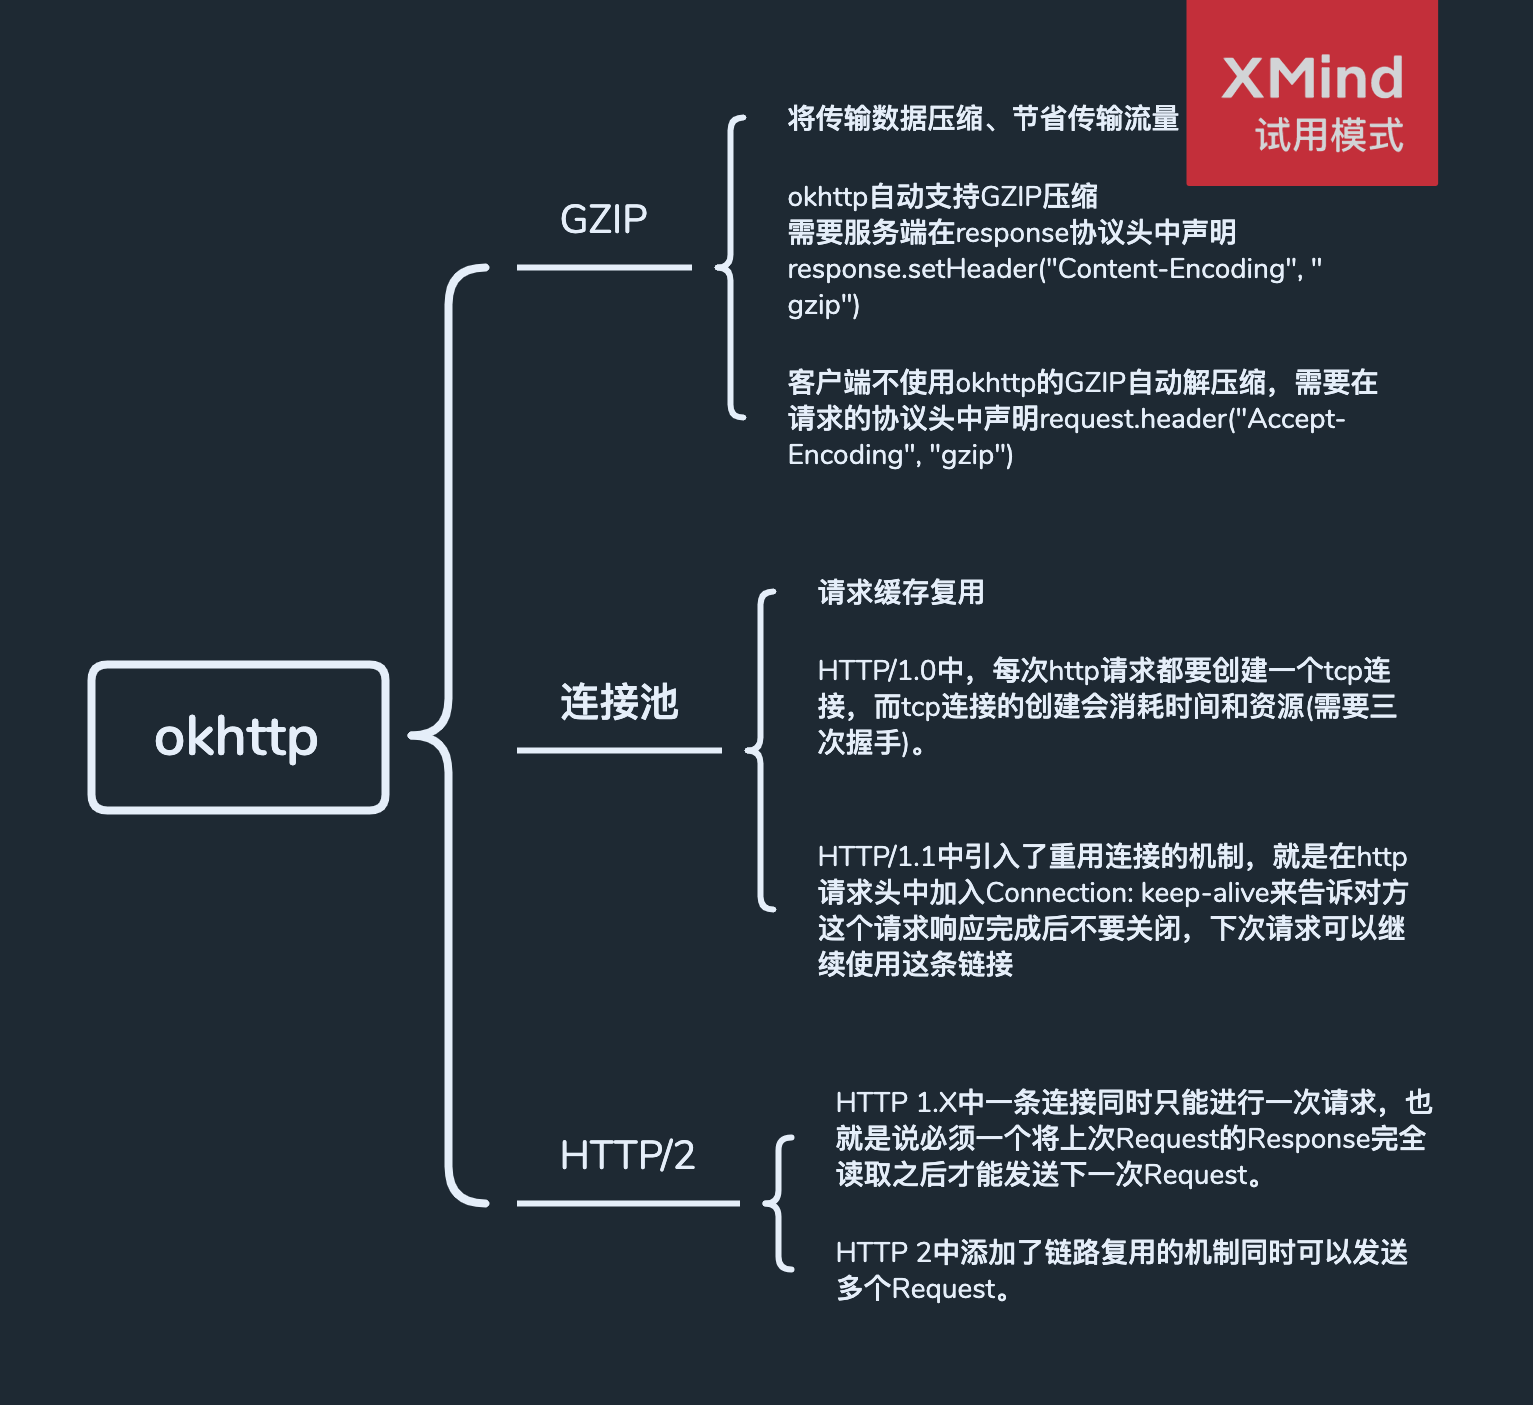 XMind
试用模式
将传输数据压缩、节省传输流量
GZIP
okhttp自动支持GZIP压缩
需要服务端在response协议头中声明
response.setHeader("Content-Encoding", "
gzip")
客户端不使用okhttp的GZIP自动解压缩，需要在
请求的协议头中声明request.header("Accept-
Encoding", "gzip")
okhttp
连接池
请求缓存复用
HTTP/1.0中，每次http请求都要创建一个tcp连
接，而tcp连接的创建会消耗时间和资源(需要三
次握手)。
HTTP/1.1中引入了重用连接的机制，就是在http
请求头中加入Connection: keep-alive来告诉对方
这个请求响应完成后不要关闭，下次请求可以继
续使用这条链接
HTTP/2
HTTP 1.X中一条连接同时只能进行一次请求，也
就是说必须一个将上次Request的Response完全
读取之后才能发送下一次Request。
HTTP 2中添加了链路复用的机制同时可以发送
多个Request。